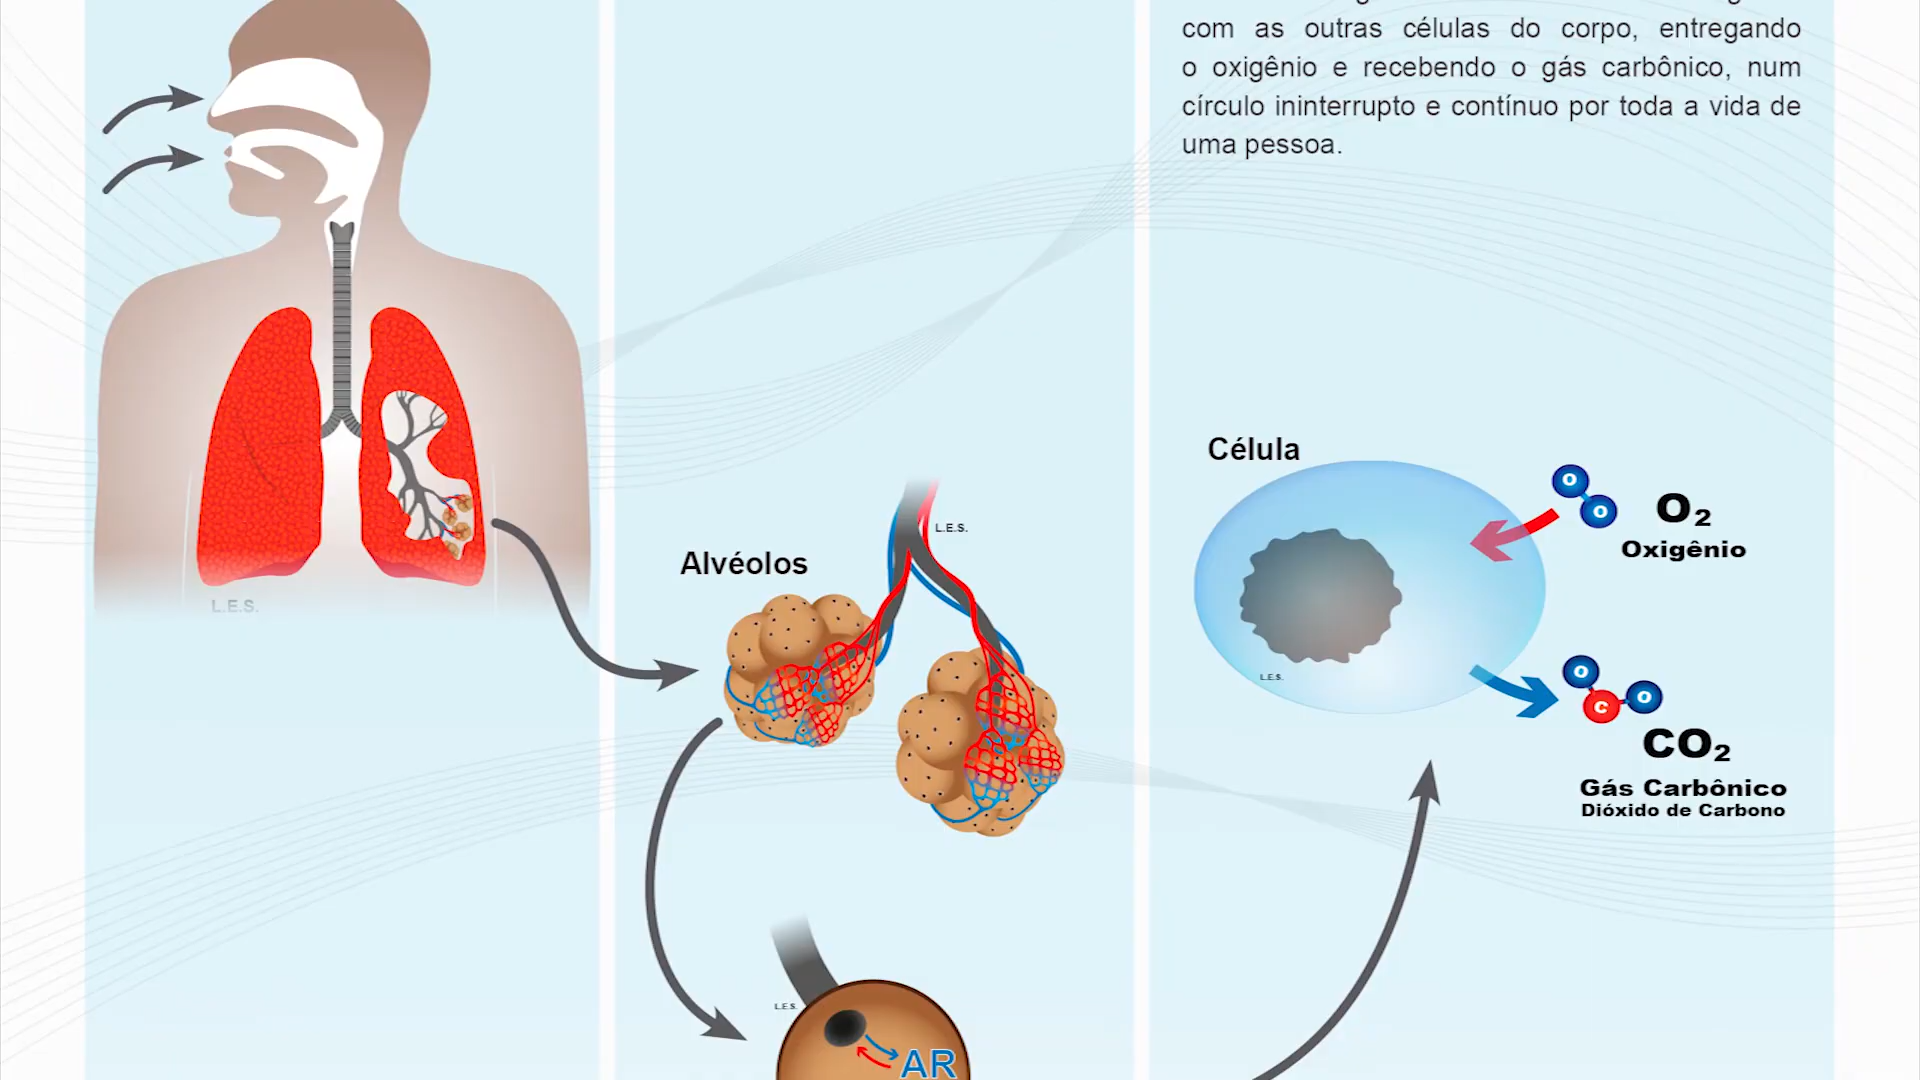 com as outras células do corpo, entregando
o oxigênio e recebendo o gás carbônico, num
círculo ininterrupto e contínuo por toda a vida de
uma pessoa.
L.E.S.
Alvéolos
L.E.S.
L.E.S.
AR
Célula
L.E.S.
O
O
O₂
Oxigênio
O
C
O
CO₂
Gás Carbônico
Dióxido de Carbono